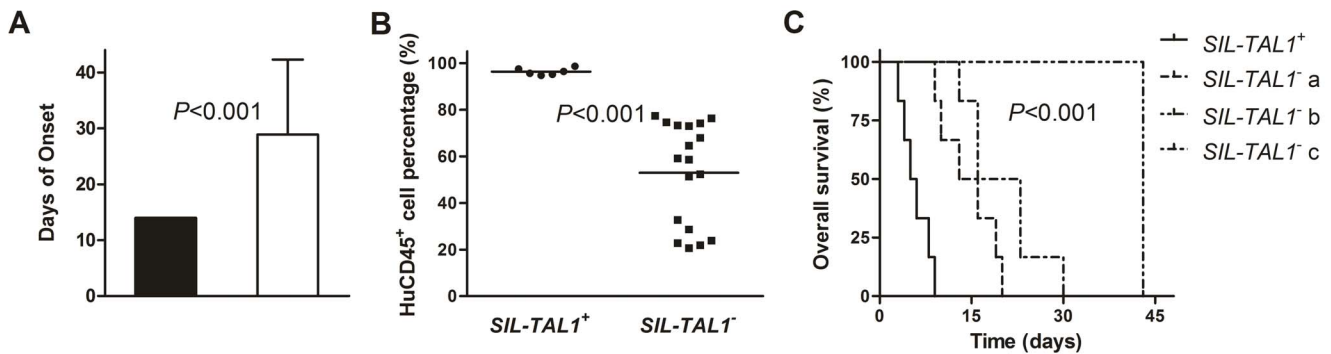 A
Days of Onset
40
30
20
10
0
P<0.001
B
HuCD45⁺ cell percentage (%)
100
80
60
40
20
0
P<0.001
SIL-TAL1⁺
SIL-TAL1⁻
C
Overall survival (%)
100
75
50
25
0
P<0.001
0
15
30
45
Time (days)
SIL-TAL1⁺
SIL-TAL1⁻ a
SIL-TAL1⁻ b
SIL-TAL1⁻ c